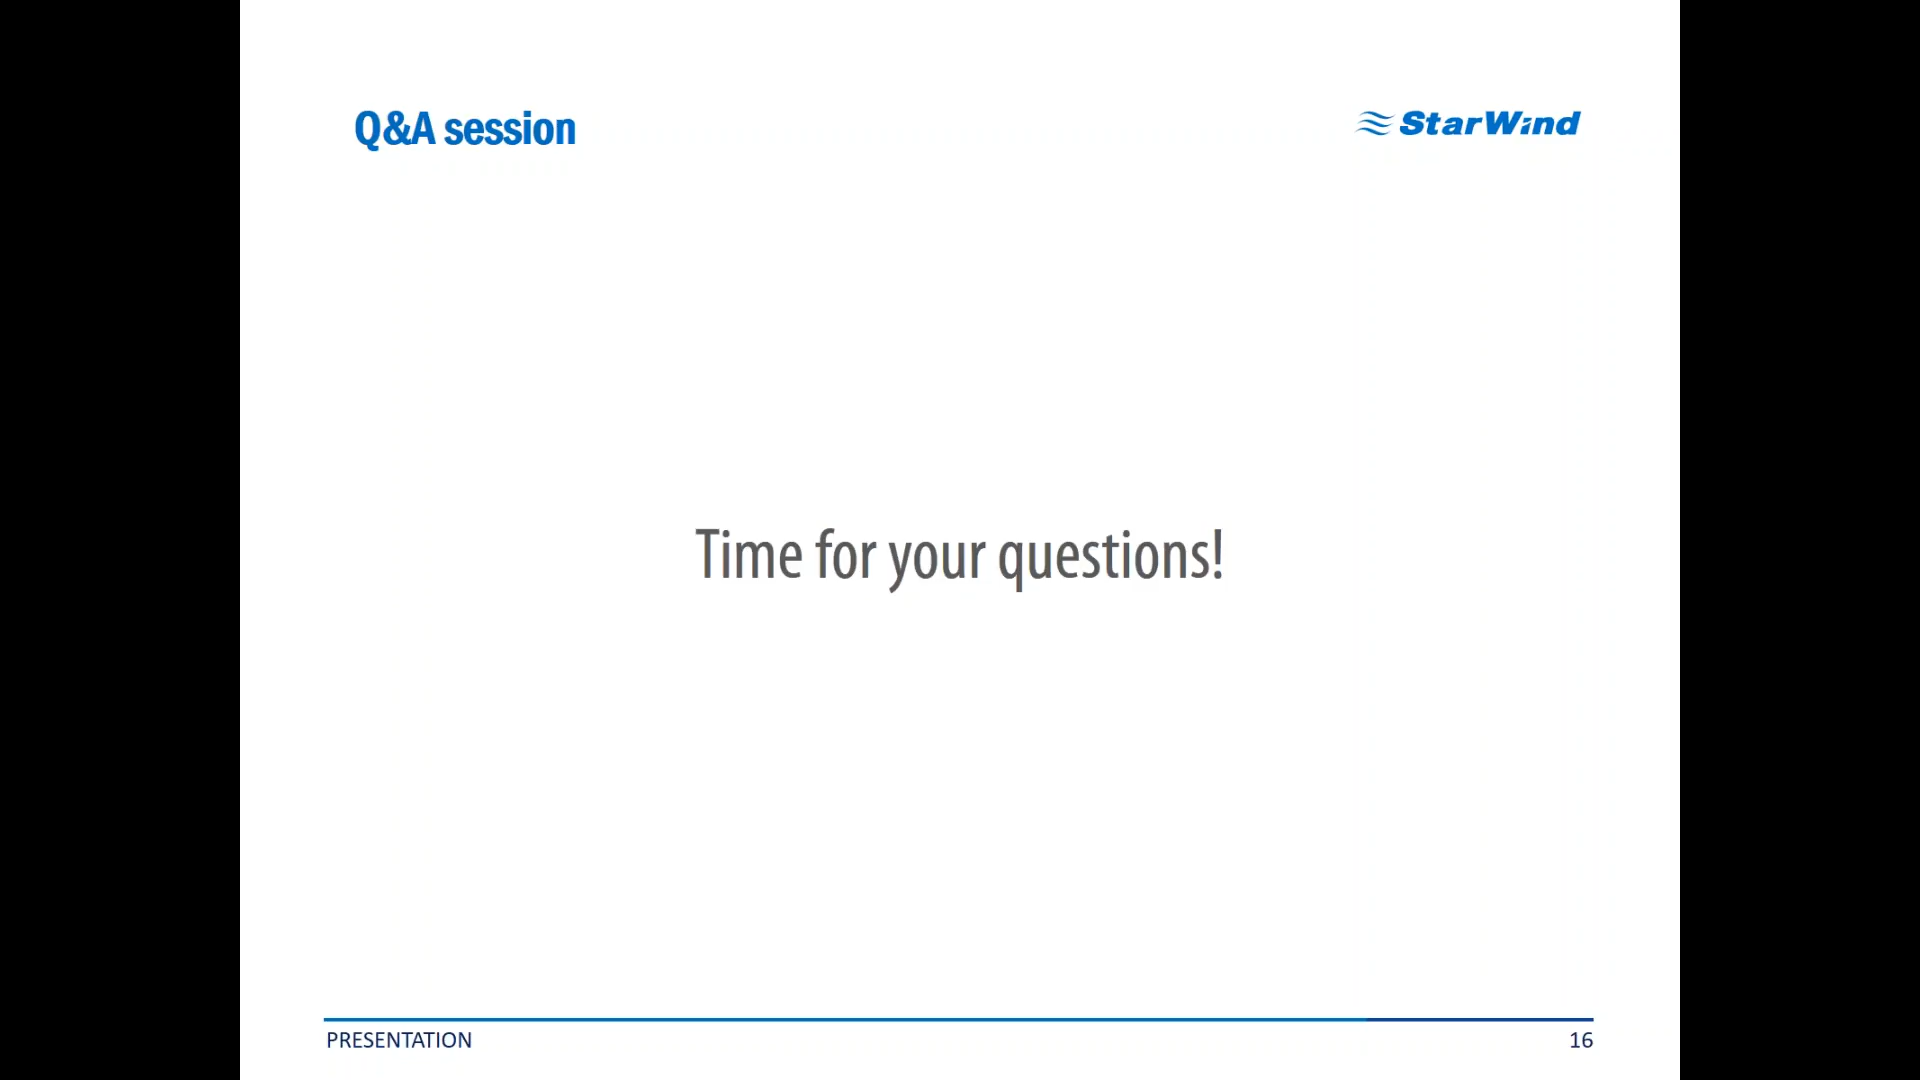 Q&A session
StarWind
Time for your questions!
PRESENTATION
16